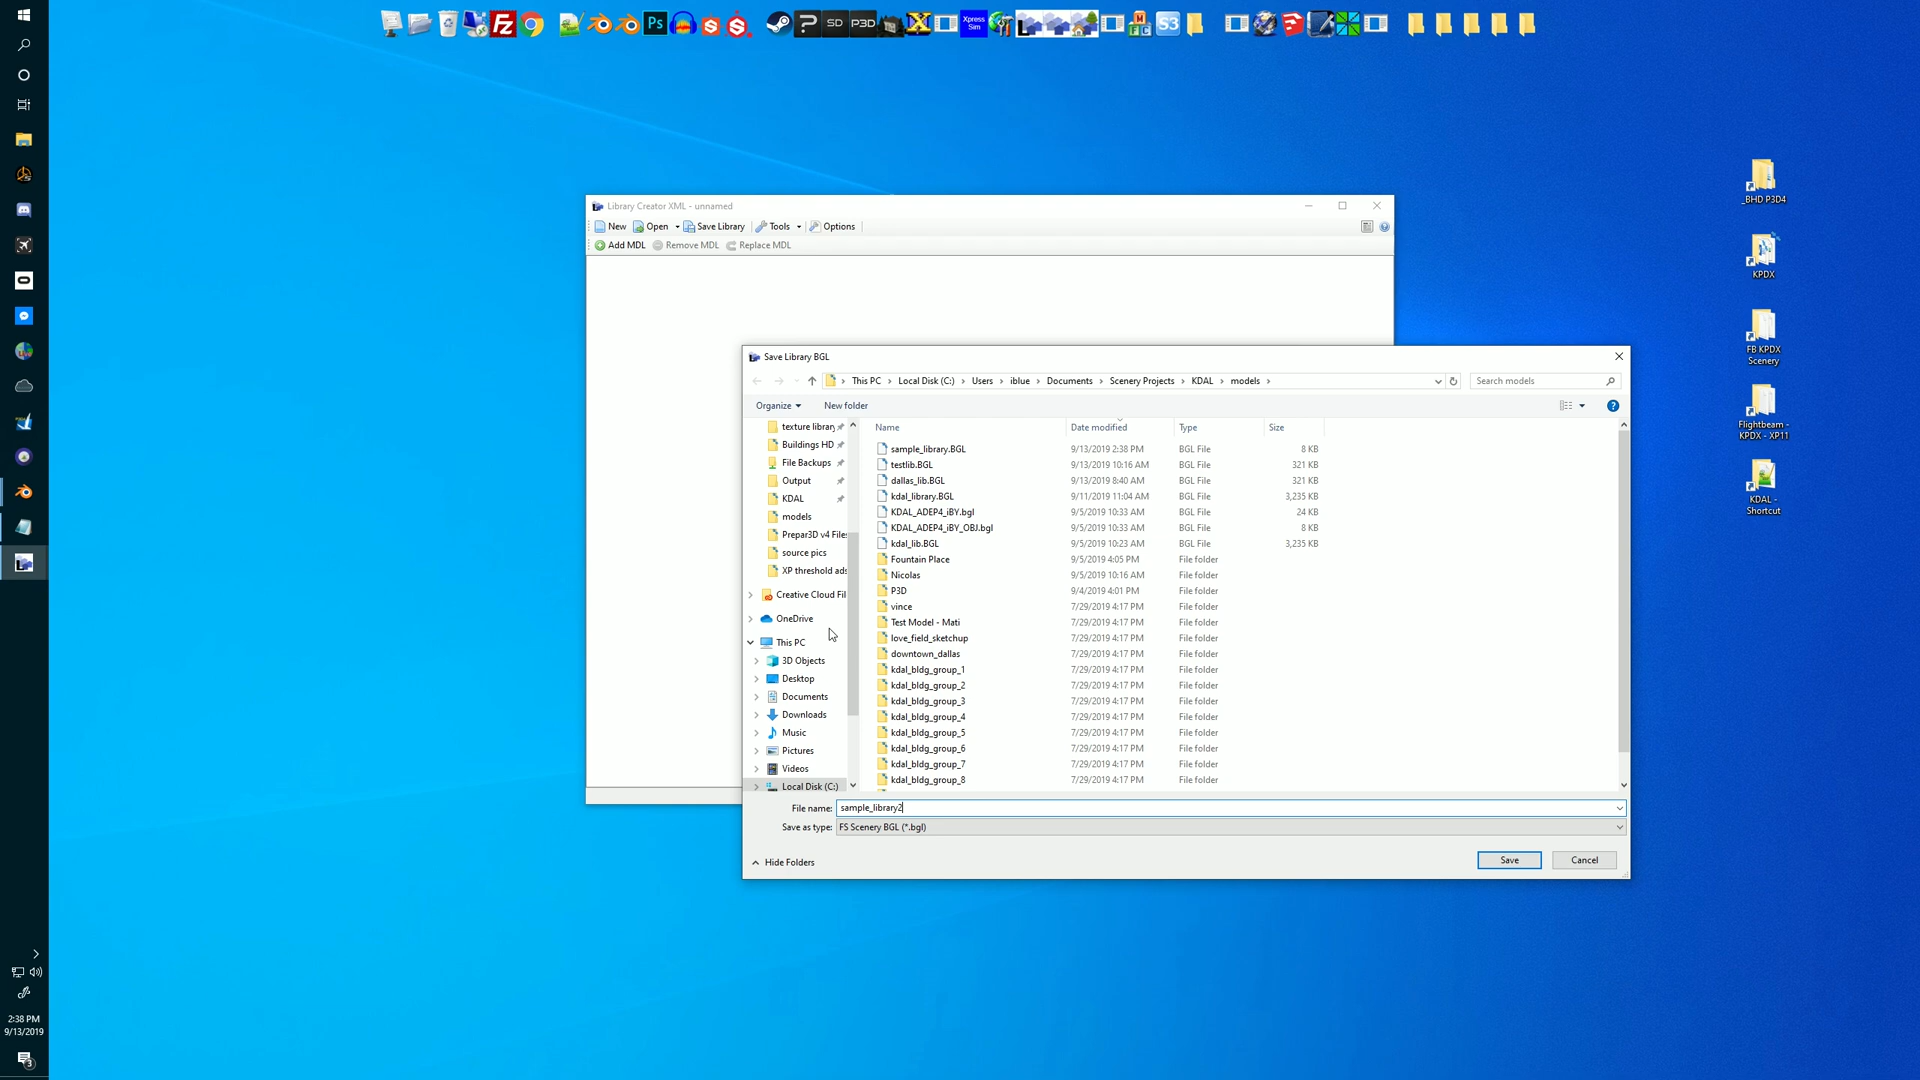 Ps
SD
P3D
Xpress
Sim
S3
_BHD P3D4
KPDX
FB KPDX
Scenery
Flightbeam -
KPDX - XP11
KDAL -
Shortcut
Library Creator XML - unnamed
New Open Save Library Tools Options
Add MDL Remove MDL Replace MDL
Save Library BGL
This PC Local Disk (C:) Users iblue Documents Scenery Projects KDAL models
Search models
Organize New folder
texture library
Buildings HD
File Backups
Output
KDAL
models
Prepar3D v4 Files
source pics
XP threshold ads
Creative Cloud Fil
OneDrive
This PC
3D Objects
Desktop
Documents
Downloads
Music
Pictures
Videos
Local Disk (C:)
Name Date modified Type Size
sample_library.BGL 9/13/2019 2:38 PM BGL File 8 KB
testlib.BGL 9/13/2019 10:16 AM BGL File 321 KB
dallas_lib.BGL 9/13/2019 8:40 AM BGL File 321 KB
kdal_library.BGL 9/11/2019 11:04 AM BGL File 3,235 KB
KDAL_ADEP4_iBY.bgl 9/5/2019 10:33 AM BGL File 24 KB
KDAL_ADEP4_iBY_OBJ.bgl 9/5/2019 10:33 AM BGL File 8 KB
kdal_lib.BGL 9/5/2019 10:23 AM BGL File 3,235 KB
Fountain Place 9/5/2019 4:05 PM File folder
Nicolas 9/5/2019 10:16 AM File folder
P3D 9/4/2019 4:01 PM File folder
vince 7/29/2019 4:17 PM File folder
Test Model - Mati 7/29/2019 4:17 PM File folder
love_field_sketchup 7/29/2019 4:17 PM File folder
downtown_dallas 7/29/2019 4:17 PM File folder
kdal_bldg_group_1 7/29/2019 4:17 PM File folder
kdal_bldg_group_2 7/29/2019 4:17 PM File folder
kdal_bldg_group_3 7/29/2019 4:17 PM File folder
kdal_bldg_group_4 7/29/2019 4:17 PM File folder
kdal_bldg_group_5 7/29/2019 4:17 PM File folder
kdal_bldg_group_6 7/29/2019 4:17 PM File folder
kdal_bldg_group_7 7/29/2019 4:17 PM File folder
kdal_bldg_group_8 7/29/2019 4:17 PM File folder
File name: sample_library2
Save as type: FS Scenery BGL (*.bgl)
Hide Folders
Save Cancel
2:38 PM
9/13/2019
3